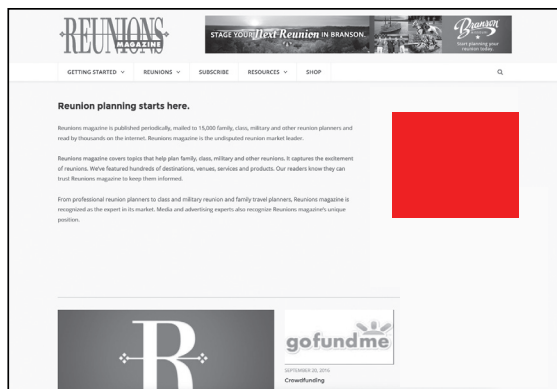 REUNIONS
MAGAZINE
STAGE YOUR Next Reunion IN BRANSON.
Branson
Start planning your
reunion today.
GETTING STARTED
REUNIONS
SUBSCRIBE
RESOURCES
SHOP
Reunion planning starts here.
Reunions magazine is published periodically, mailed to 15,000 family, class, military and other reunion planners and
read by thousands on the internet. Reunions magazine is the undisputed reunion market leader.
Reunions magazine covers topics that help plan family, class, military and other reunions. It captures the excitement
of reunions. We've featured hundreds of destinations, venues, services and products. Our readers know they can
trust Reunions magazine to keep them informed.
From professional reunion planners to class and military reunion and family travel planners, Reunions magazine is
recognized as the expert in its market. Media and advertising experts also recognize Reunions magazine's unique
position.
R
gofundme
SEPTEMBER 20, 2016
Crowdfunding